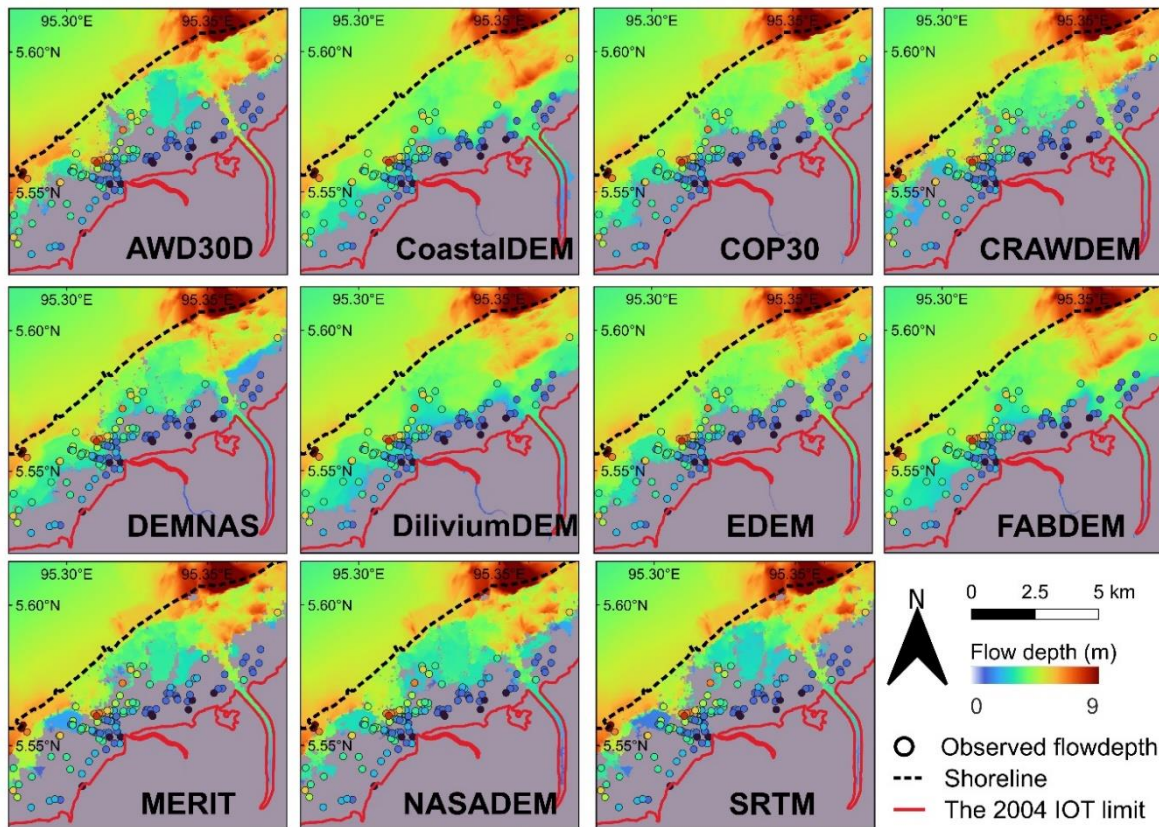 95.30°E 95.35°E 95.30°E 95.35°E 95.30°E 95.35°E 95.30°E 95.35°E
5.60°N 5.60°N 5.60°N 5.60°N
5.55°N 5.55°N 5.55°N 5.55°N
AWD30D CoastalDEM COP30 CRAWDEM
95.30°E 95.35°E 95.30°E 95.35°E 95.30°E 95.35°E 95.30°E 95.35°E
5.60°N 5.60°N 5.60°N 5.60°N
5.55°N 5.55°N 5.55°N 5.55°N
DEMNAS DiliviumDEM EDEM FABDEM
95.30°E 95.35°E 95.30°E 95.35°E 95.30°E 95.35°E
5.60°N 5.60°N 5.60°N
5.55°N 5.55°N 5.55°N
MERIT NASADEM SRTM
N
0 2.5 5 km
Flow depth (m)
0 9
Observed flowdepth
Shoreline
The 2004 IOT limit